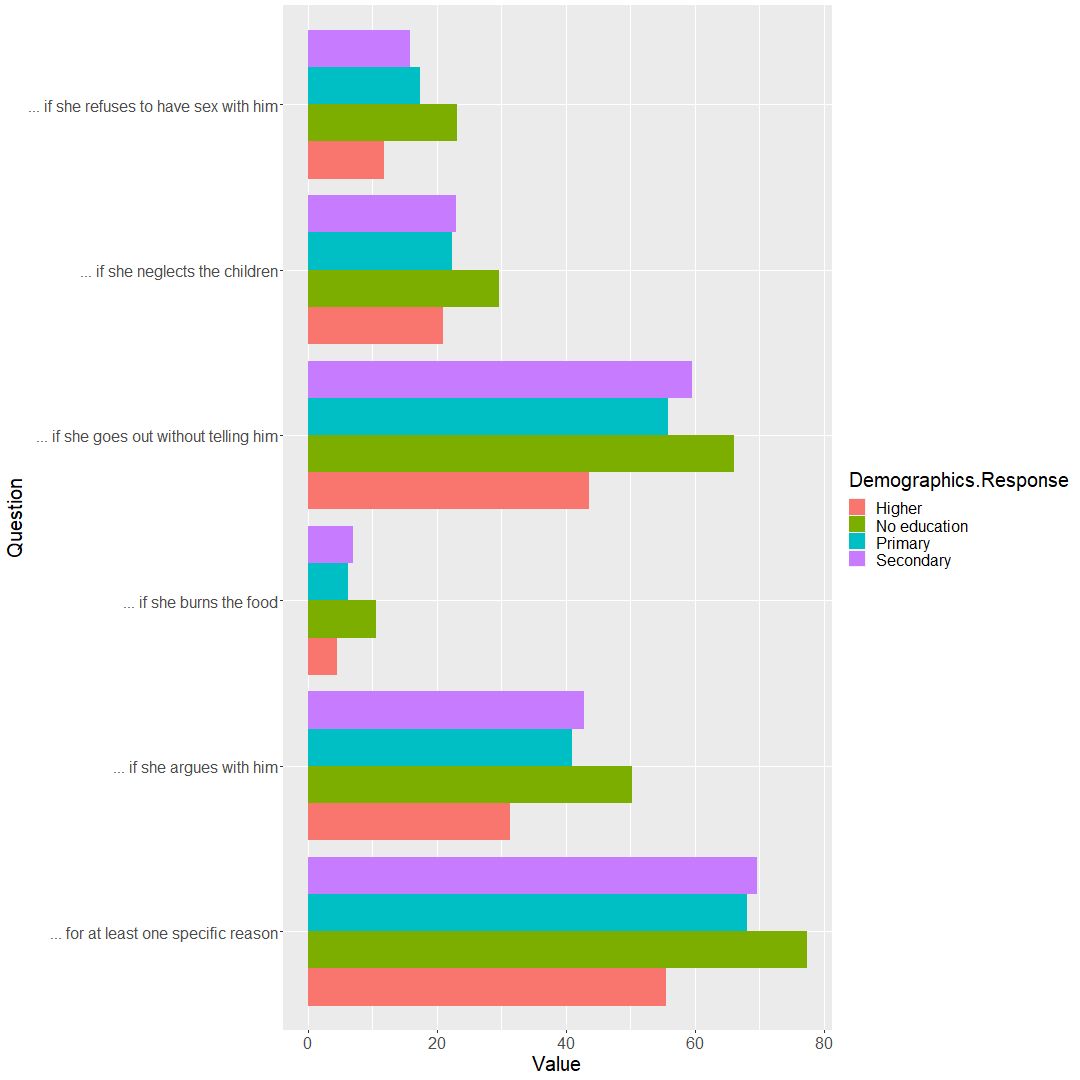 ... if she refuses to have sex with him
... if she neglects the children
... if she goes out without telling him
... if she burns the food
... if she argues with him
... for at least one specific reason
Question
0 20 40 60 80
Value
Demographics.Response
Higher
No education
Primary
Secondary